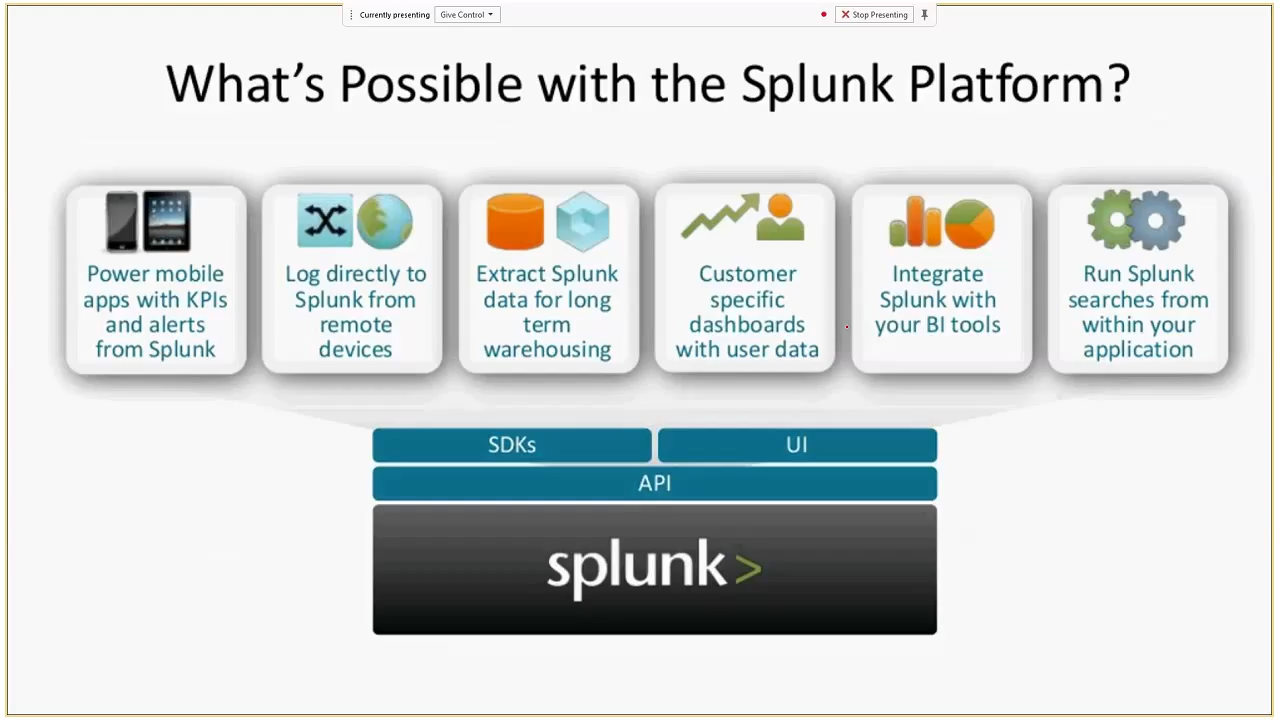 Currently presenting
Give Control
Stop Presenting
What's Possible with the Splunk Platform?
Power mobile
apps with KPIs
and alerts
from Splunk
Log directly to
Splunk from
remote
devices
Extract Splunk
data for long
term
warehousing
Customer
specific
dashboards
with user data
Integrate
Splunk with
your BI tools
Run Splunk
searches from
within your
application
SDKs
UI
API
splunk>